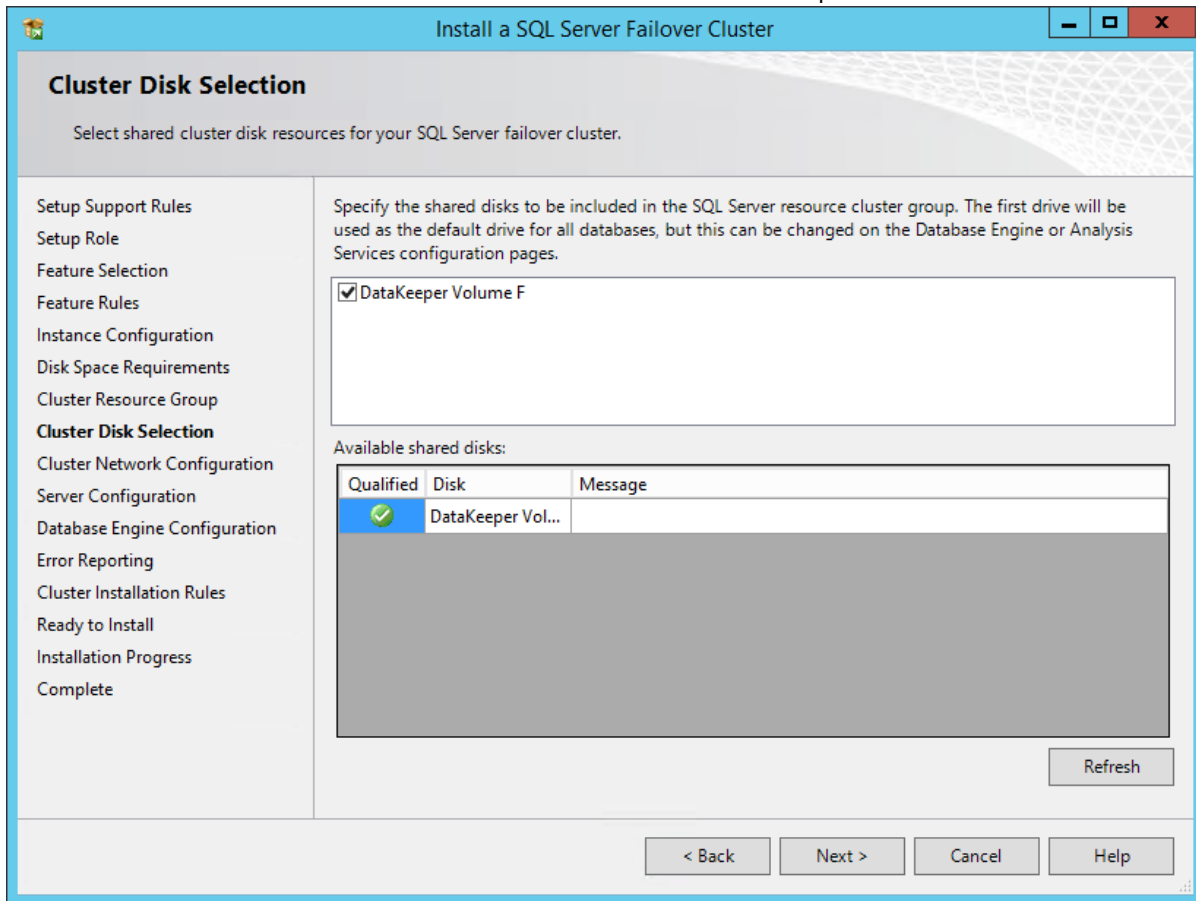 Install a SQL Server Failover Cluster
Cluster Disk Selection
Select shared cluster disk resources for your SQL Server failover cluster.
Setup Support Rules
Setup Role
Feature Selection
Feature Rules
Instance Configuration
Disk Space Requirements
Cluster Resource Group
Cluster Disk Selection
Cluster Network Configuration
Server Configuration
Database Engine Configuration
Error Reporting
Cluster Installation Rules
Ready to Install
Installation Progress
Complete
Specify the shared disks to be included in the SQL Server resource cluster group. The first drive will be
used as the default drive for all databases, but this can be changed on the Database Engine or Analysis
Services configuration pages.
DataKeeper Volume F
Available shared disks:
Qualified Disk Message
DataKeeper Vol...
Refresh
< Back Next > Cancel Help